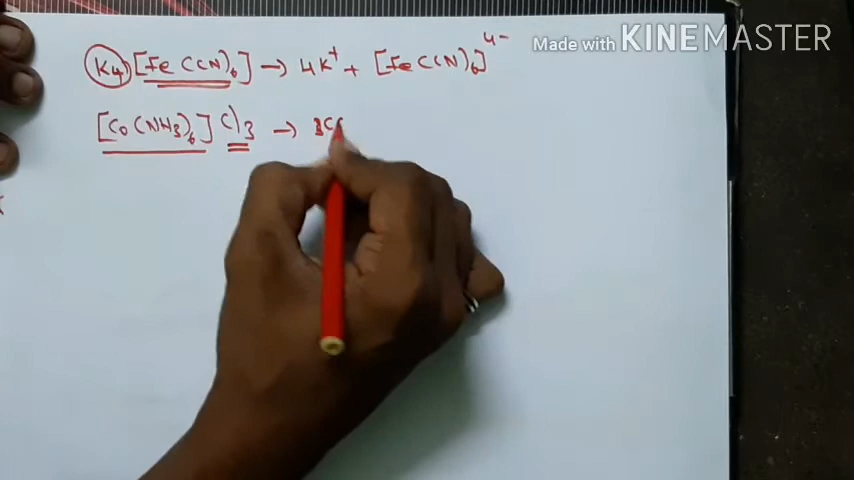 Made with KINEMASTER
K4 [Fe(CN)6] → 4K+ + [Fe(CN)6]4-
[Co(NH3)6] Cl3 → 3Cl